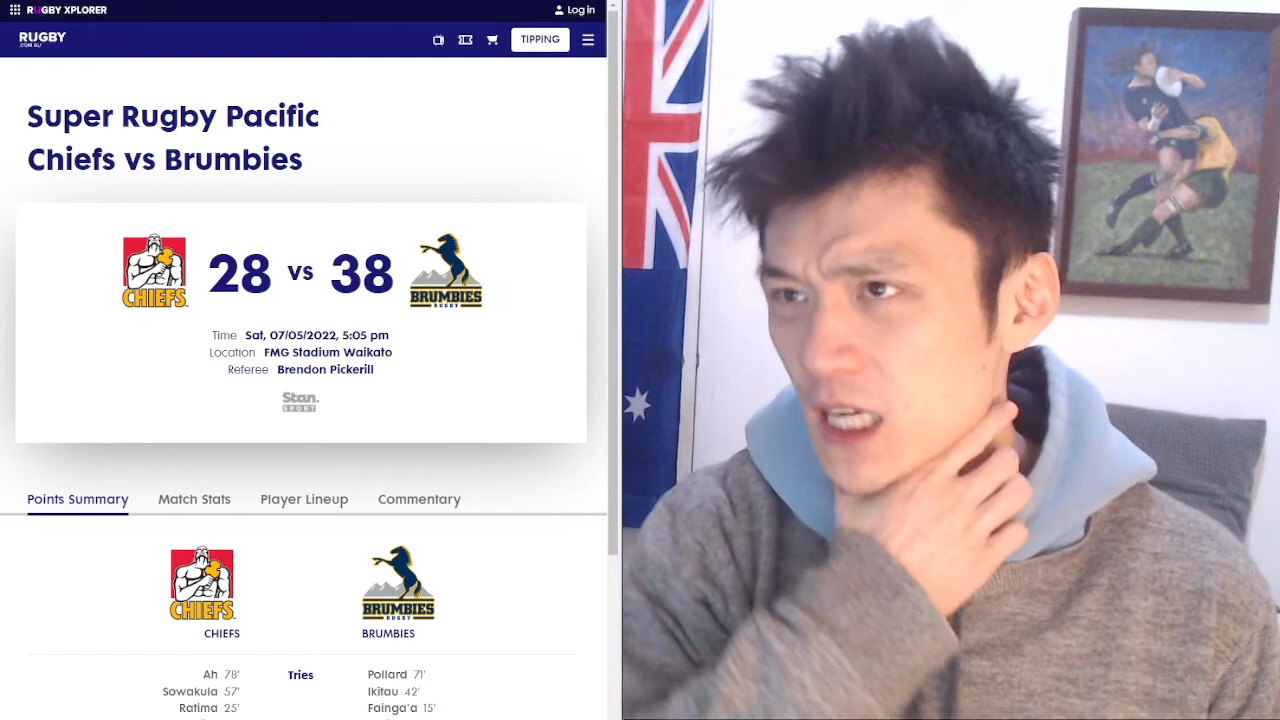 RUGBY XPLORER
Log in
RUGBY
.COM.AU
TIPPING
Super Rugby Pacific
Chiefs vs Brumbies
CHIEFS
28 vs 38
BRUMBIES
RUGBY
Time Sat, 07/05/2022, 5:05 pm
Location FMG Stadium Waikato
Referee Brendon Pickerill
Stan.
SPORT
Points Summary
Match Stats
Player Lineup
Commentary
CHIEFS
BRUMBIES
RUGBY
CHIEFS
BRUMBIES
Ah 78' Tries Pollard 71'
Sowakula 57' Ikitau 42'
Ratima 25' Fainga'a 15'